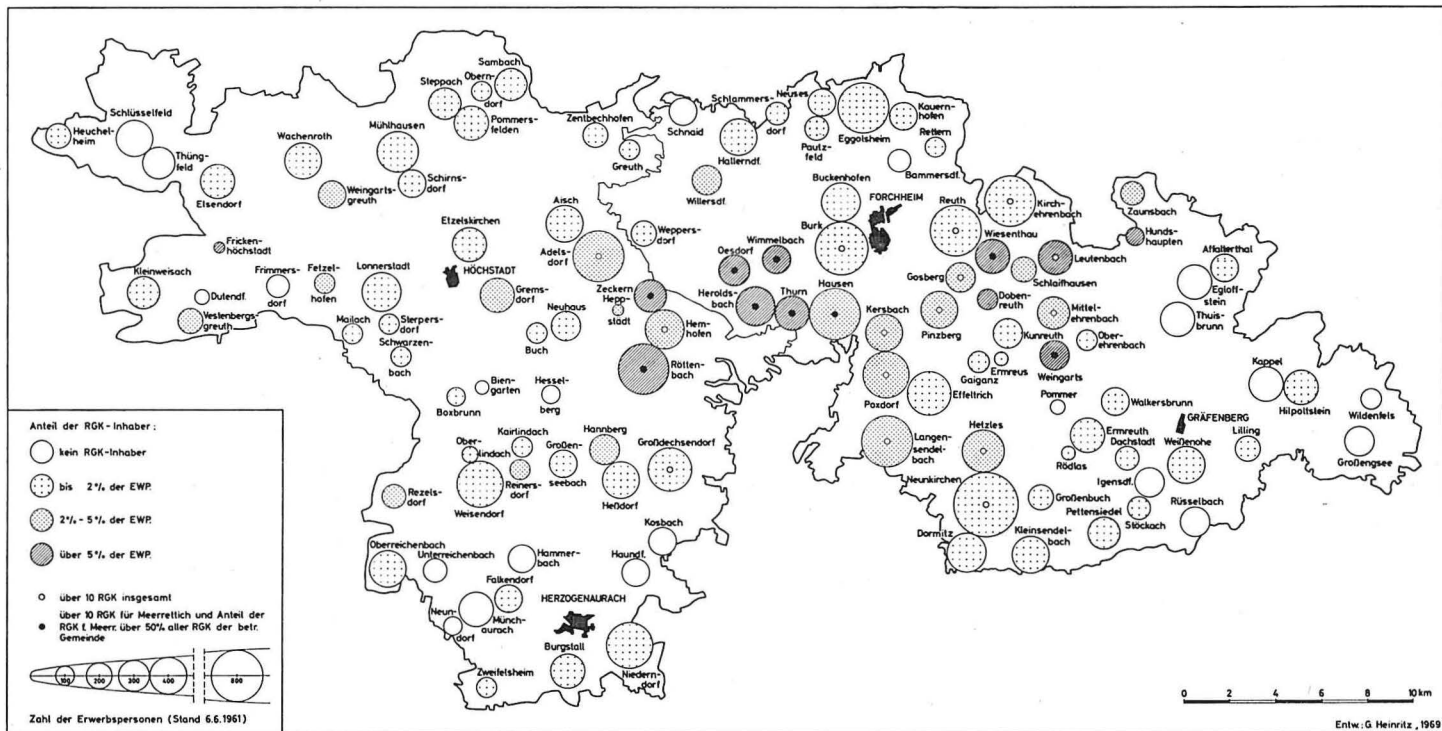 Sambach
Obern-
dorf
Steppach
Pommers-
felden
Schlüsselfeld
Heuchel-
heim
Thüng-
feld
Elsendorf
Wachenroth
Mühlhausen
Weingarts-
greuth
Schirns-
dorf
Zentbechhofen
Greuth
Schnaid
Schlammers-
dorf
Hallerndf.
Neuses
Pautz-
feld
Eggolsheim
Kauern-
hofen
Rettern
Bammersdf.
Willersdf.
Buckenhofen
FORCHHEIM
Burk
Reuth
Kirch-
ehrenbach
Zaunsbach
Hunds-
haupten
Affalterthal
Egloff-
stein
Thuis-
brunn
Etzelskirchen
Aisch
Adels-
dorf
Weppers-
dorf
Oesdorf
Wimmelbach
Wiesenthau
Leutenbach
Gosberg
Schlaifhausen
Fricken-
höchstadt
Kleinweisach
Dutendf.
Frimmers-
dorf
Fetzel-
hofen
Lonnerstadt
HÖCHSTADT
Grems-
dorf
Zeckern
Hepp-
städt
Herolds-
bach
Thurn
Hausen
Kersbach
Pinzberg
Doben-
reuth
Mittel-
ehrenbach
Vestenbergs-
greuth
Mailach
Sterpers-
dorf
Schwarzen-
bach
Neuhaus
Buch
Hem-
hofen
Kunreuth
Ober-
ehrenbach
Röttenbach
Gaiganz
Ermreus
Weingarts
Kappel
Hilpoltstein
Wildenfels
Bien-
garten
Boxbrunn
Hessel-
berg
Poxdorf
Effeltrich
Pommer
Walkersbrunn
GRÄFENBERG
Großengsee
Kairlindach
Ober-
lindach
Großen-
seebach
Hannberg
Großdechsendorf
Langen-
sendel-
bach
Hetzles
Ermreuth
Dachstadt
Weißenohe
Lilling
Rödlas
Reiners-
dorf
Rezels-
dorf
Weisendorf
Heßdorf
Neunkirchen
Igensdf.
Großenbuch
Pettensiedel
Stöckach
Rüsselbach
Kosbach
Dormitz
Kleinsendel-
bach
Oberreichenbach
Unterreichenbach
Hammer-
bach
Haundf.
Falkendorf
HERZOGENAURACH
Neun-
dorf
Münch-
aurach
Burgstall
Niedern-
dorf
Zweifelsheim
Anteil der RGK-Inhaber :
kein RGK-Inhaber
bis 2% der EWP.
2% - 5% der EWP.
über 5% der EWP.
über 10 RGK insgesamt
über 10 RGK für Meerrettich und Anteil der
RGK f. Meerr. über 50% aller RGK der betr.
Gemeinde
100 200 300 400 800
Zahl der Erwerbspersonen (Stand 6.6.1961)
0 2 4 6 8 10 km
Entw.: G. Heinritz, 1969